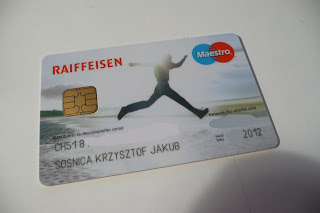 RAIFFEISEN
Maestro
CH518
2012
SOSNICA KRZYSZTOF JAKUB